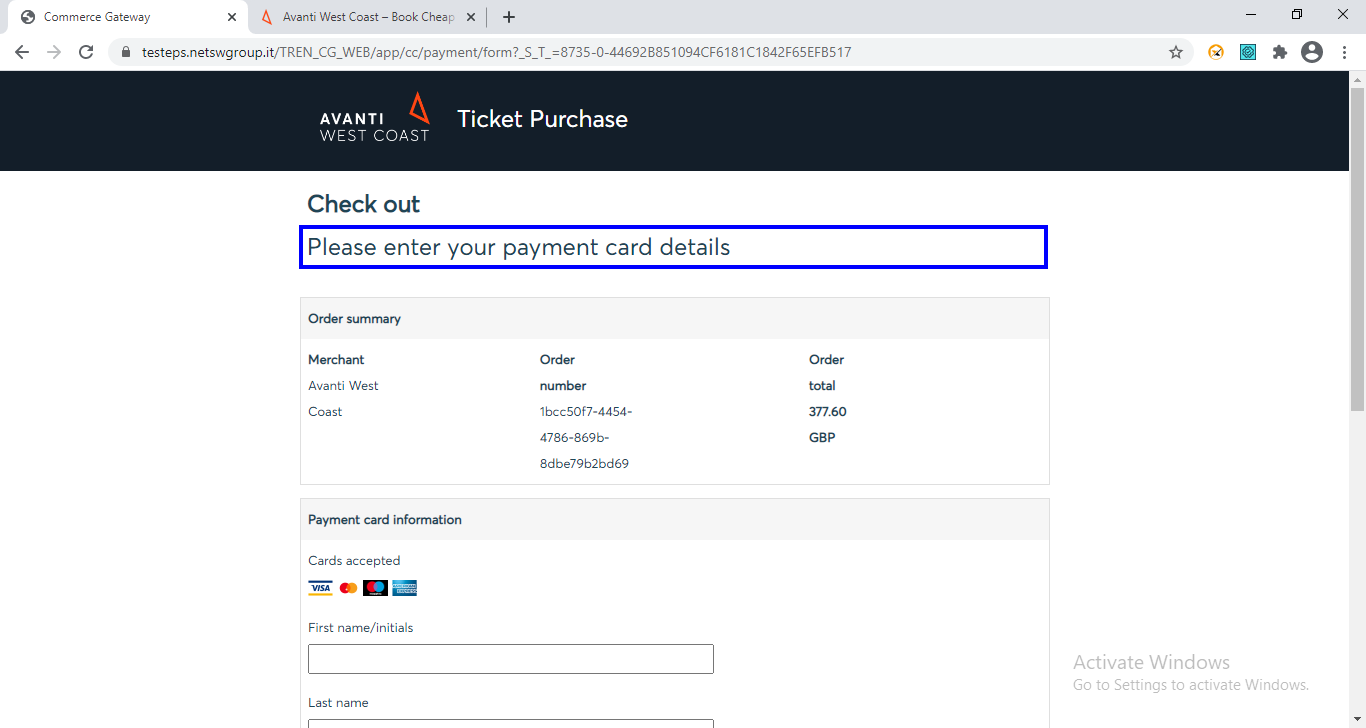 Commerce Gateway
Avanti West Coast – Book Cheap
testeps.netswgroup.it/TREN_CG_WEB/app/cc/payment/form?_S_T_=8735-0-44692B851094CF6181C1842F65EFB517
AVANTI
WEST COAST
Ticket Purchase
Check out
Please enter your payment card details
Order summary
Merchant Order Order
Avanti West number total
Coast 1bcc50f7-4454- 377.60
4786-869b- GBP
8dbe79b2bd69
Payment card information
Cards accepted
VISA
First name/initials
Last name
Activate Windows
Go to Settings to activate Windows.